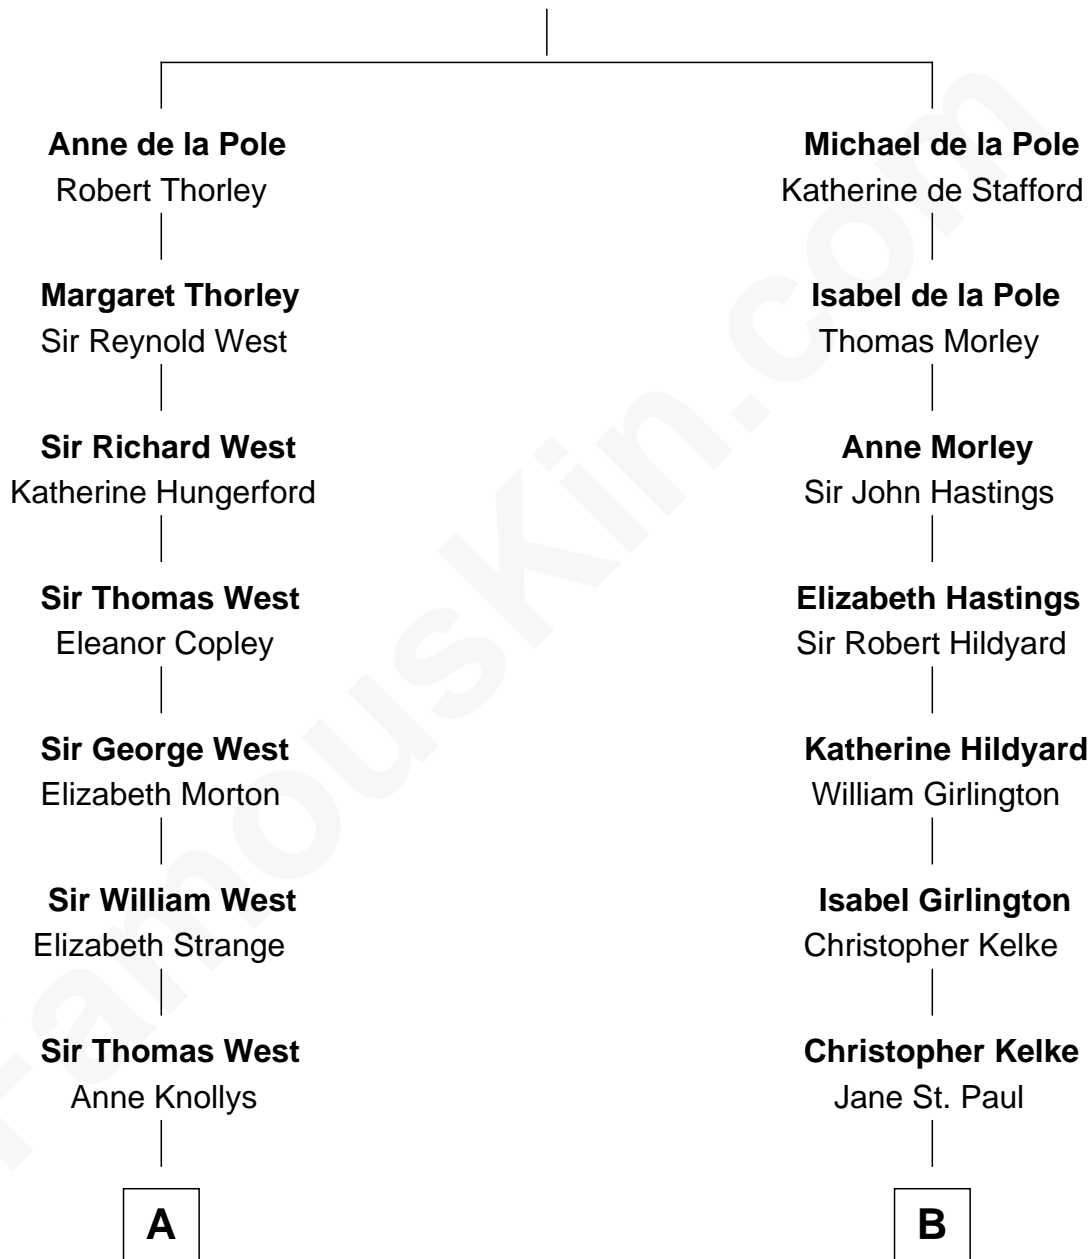 Anne de la Pole
Robert Thorley
Margaret Thorley
Sir Reynold West
Sir Richard West
Katherine Hungerford
Sir Thomas West
Eleanor Copley
Sir George West
Elizabeth Morton
Sir William West
Elizabeth Strange
Sir Thomas West
Anne Knollys
A
Michael de la Pole
Katherine de Stafford
Isabel de la Pole
Thomas Morley
Anne Morley
Sir John Hastings
Elizabeth Hastings
Sir Robert Hildyard
Katherine Hildyard
William Girlington
Isabel Girlington
Christopher Kelke
Christopher Kelke
Jane St. Paul
B
FamousKin.com